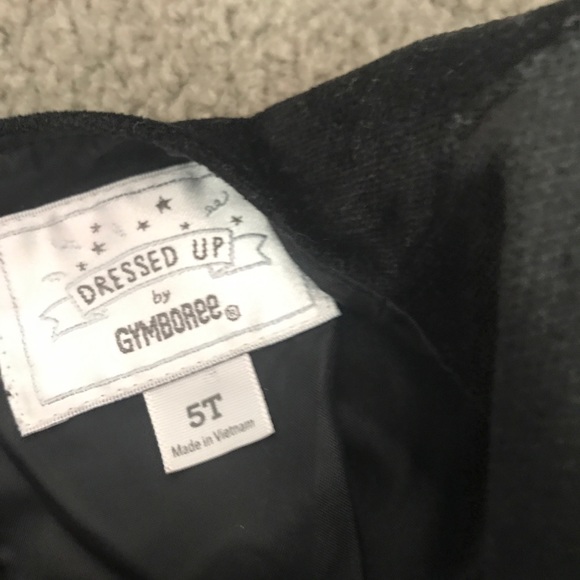 DRESSED UP
by
GYMBOREE®
5T
Made in Vietnam